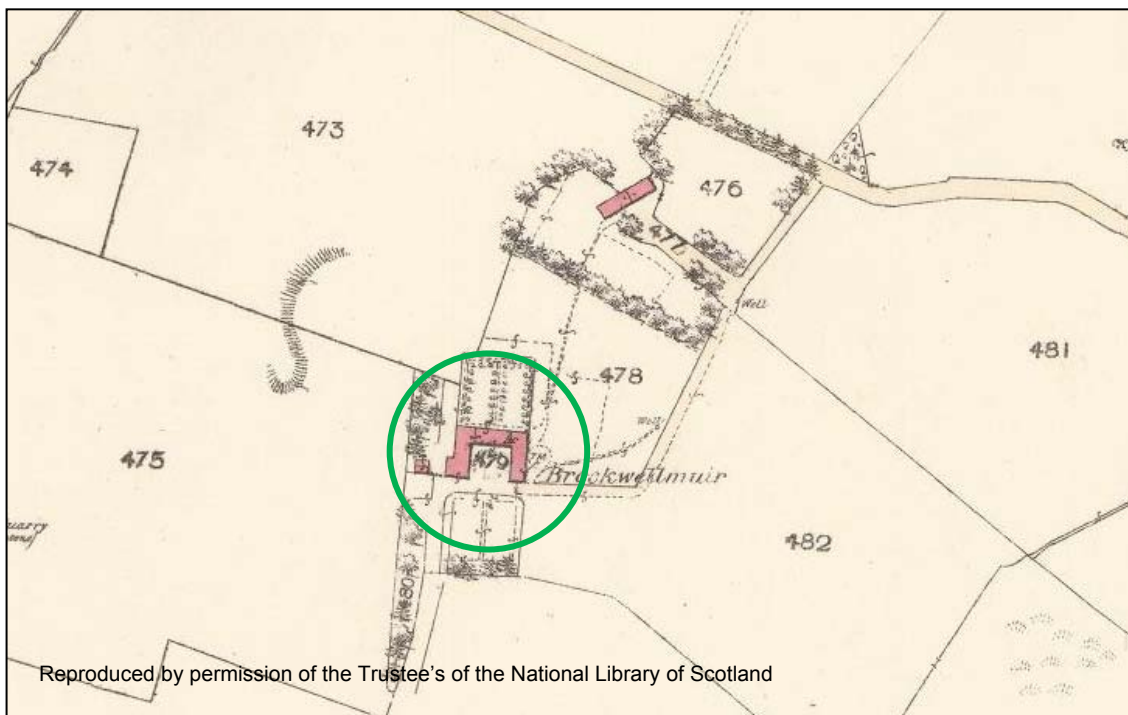 473
474
476
477
Well
481
478
Well
475
479
Brockwellmuir
482
480
Reproduced by permission of the Trustee's of the National Library of Scotland